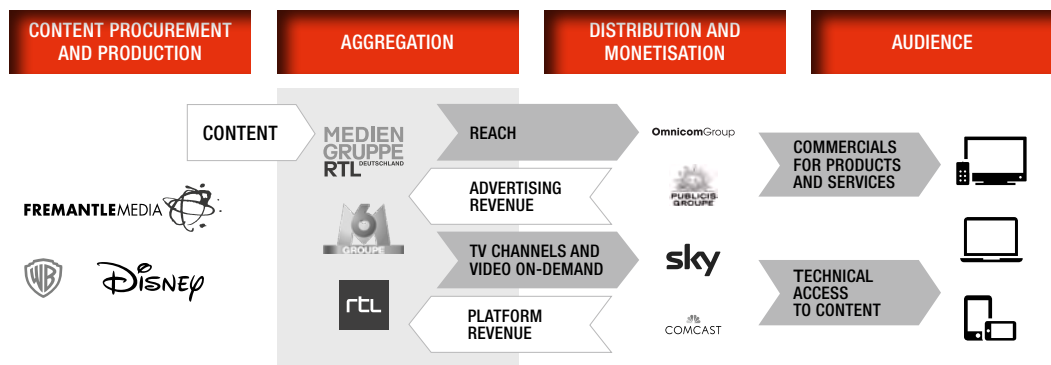 CONTENT PROCUREMENT
AND PRODUCTION
AGGREGATION
DISTRIBUTION AND
MONETISATION
AUDIENCE
CONTENT
MEDIEN
GRUPPE
RTL DEUTSCHLAND
REACH
OmnicomGroup
COMMERCIALS
FOR PRODUCTS
AND SERVICES
ADVERTISING
REVENUE
PUBLICIS
GROUPE
FREMANTLEMEDIA
M6
GROUPE
TV CHANNELS AND
VIDEO ON-DEMAND
sky
WB
Disney
TECHNICAL
ACCESS
TO CONTENT
rtl
PLATFORM
REVENUE
COMCAST